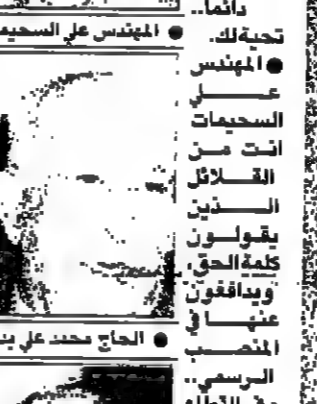 دائما..
تحية لك.
● المهندس
علي
السحيمات
انت من
القلائل
الذين
يقولون
كلمة الحق،
ويدافعون
عنها في
المنصب
الرسمي..
● المهندس علي السحيم
● الحاج محمد علي بد